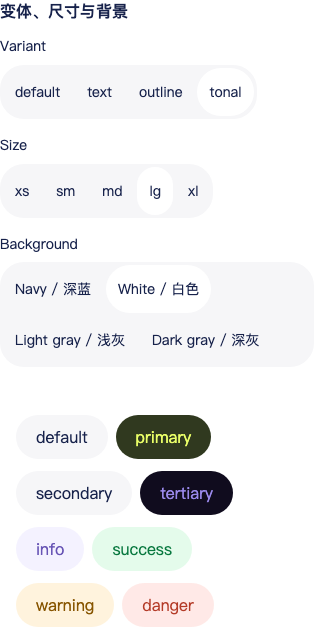 变体、尺寸与背景
Variant
default text outline tonal
Size
xs sm md lg xl
Background
Navy / 深蓝 White / 白色
Light gray / 浅灰 Dark gray / 深灰
default primary
secondary tertiary
info success
warning danger